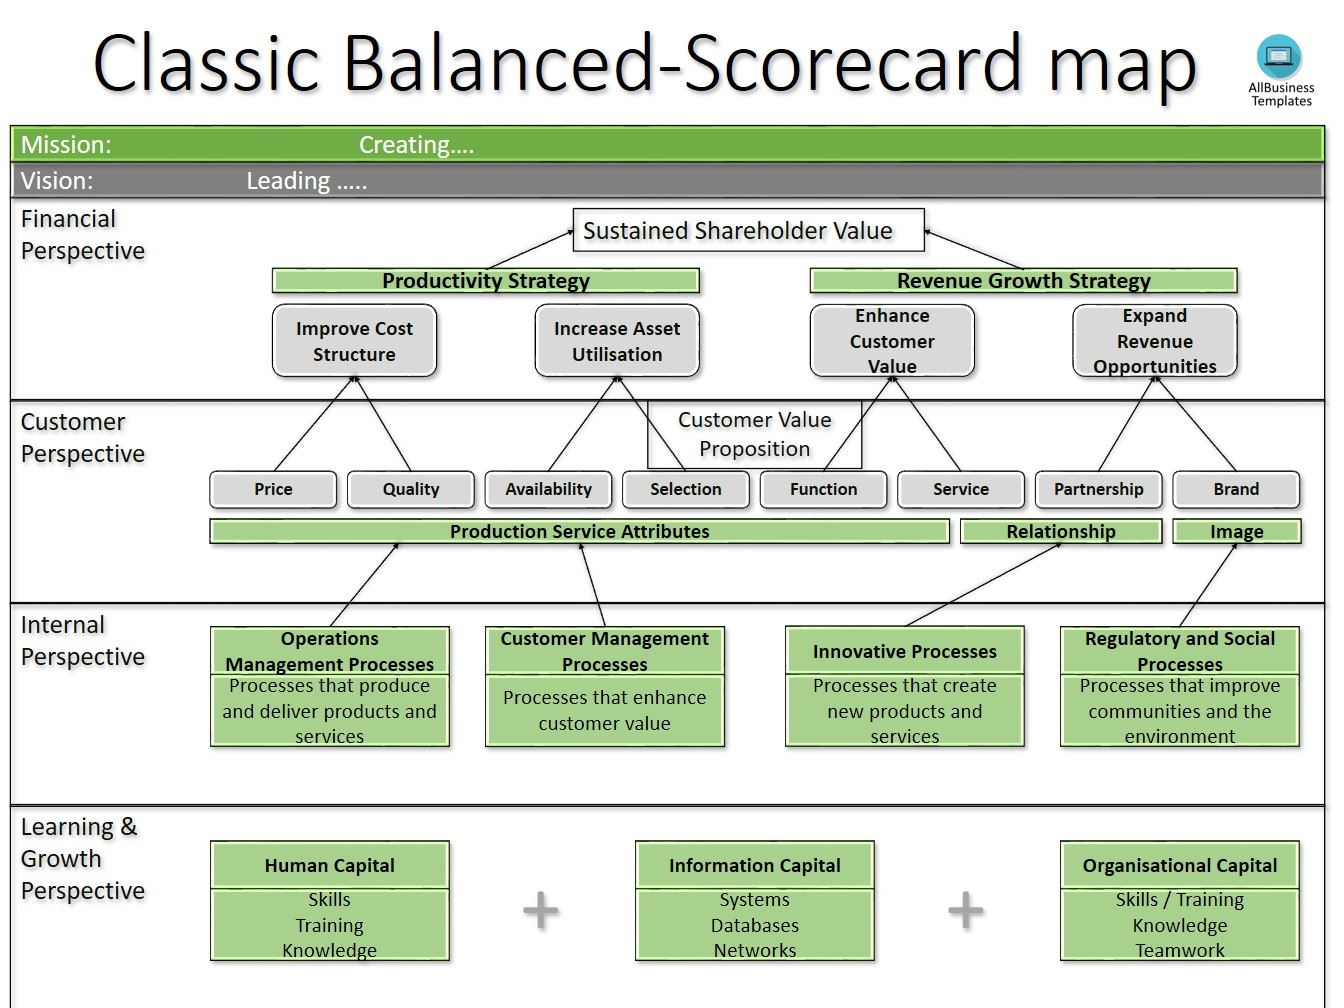 Classic Balanced-Scorecard map
AllBusiness
Templates
Mission: Creating....
Vision: Leading .....
Financial
Perspective
Sustained Shareholder Value
Productivity Strategy
Revenue Growth Strategy
Improve Cost
Structure
Increase Asset
Utilisation
Enhance
Customer
Value
Expand
Revenue
Opportunities
Customer
Perspective
Customer Value
Proposition
Price
Quality
Availability
Selection
Function
Service
Partnership
Brand
Production Service Attributes
Relationship
Image
Internal
Perspective
Operations
Management Processes
Processes that produce
and deliver products and
services
Customer Management
Processes
Processes that enhance
customer value
Innovative Processes
Processes that create
new products and
services
Regulatory and Social
Processes
Processes that improve
communities and the
environment
Learning &
Growth
Perspective
Human Capital
Skills
Training
Knowledge
+
Information Capital
Systems
Databases
Networks
+
Organisational Capital
Skills / Training
Knowledge
Teamwork